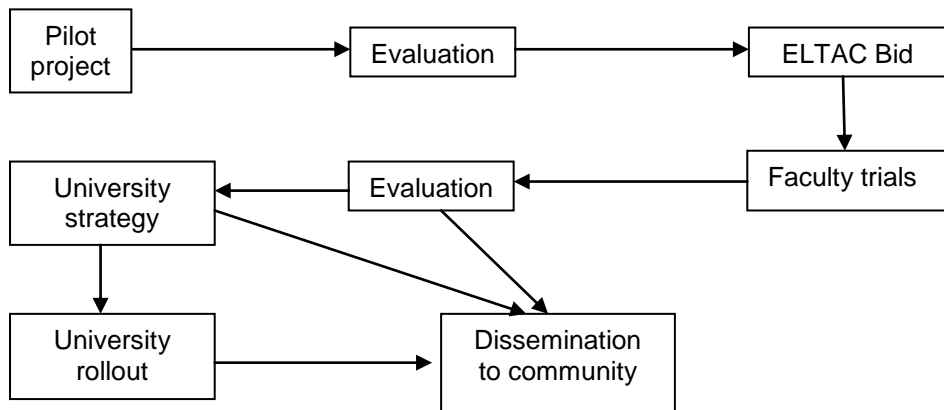 Pilot
project
Evaluation
ELTAC Bid
University
strategy
Evaluation
Faculty trials
University
rollout
Dissemination
to community